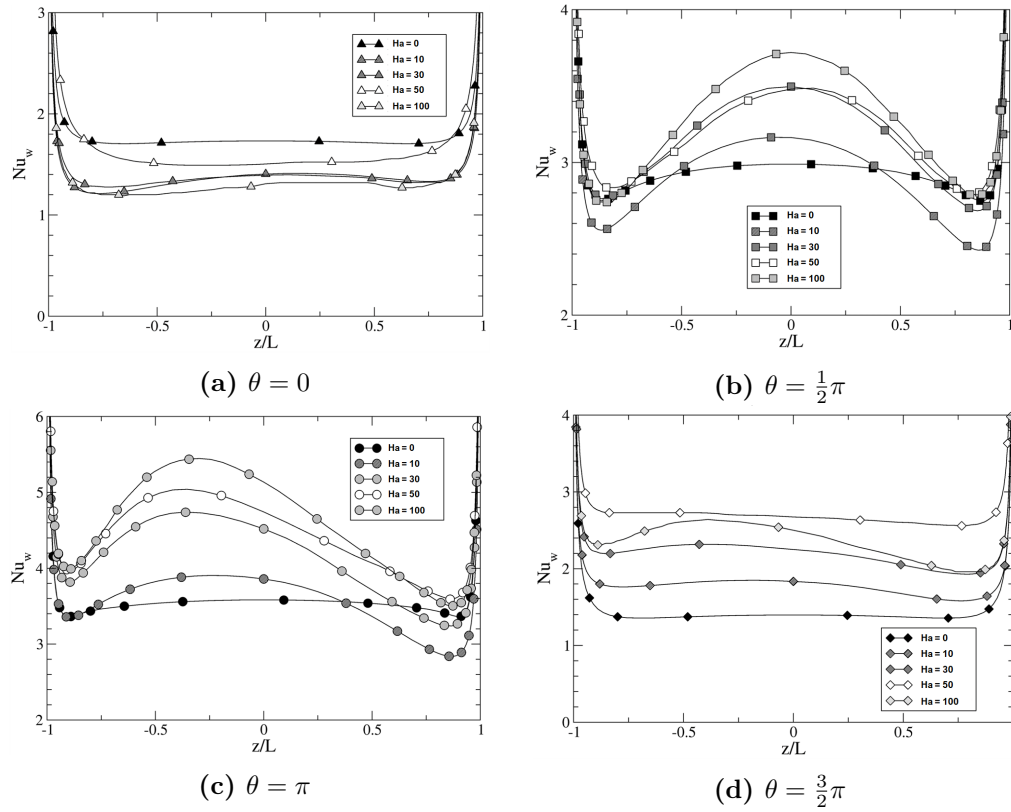 3
2
1
0
Nu_w
Ha = 0
Ha = 10
Ha = 30
Ha = 50
Ha = 100
-1 -0.5 0 0.5 1
z/L
(a) θ = 0
4
3
2
Nu_w
Ha = 0
Ha = 10
Ha = 30
Ha = 50
Ha = 100
-1 -0.5 0 0.5 1
z/L
(b) θ = ½π
6
5
4
3
2
Nu_w
Ha = 0
Ha = 10
Ha = 30
Ha = 50
Ha = 100
-1 -0.5 0 0.5 1
z/L
(c) θ = π
4
3
2
1
0
Nu_w
Ha = 0
Ha = 10
Ha = 30
Ha = 50
Ha = 100
-1 -0.5 0 0.5 1
z/L
(d) θ = 3/2π